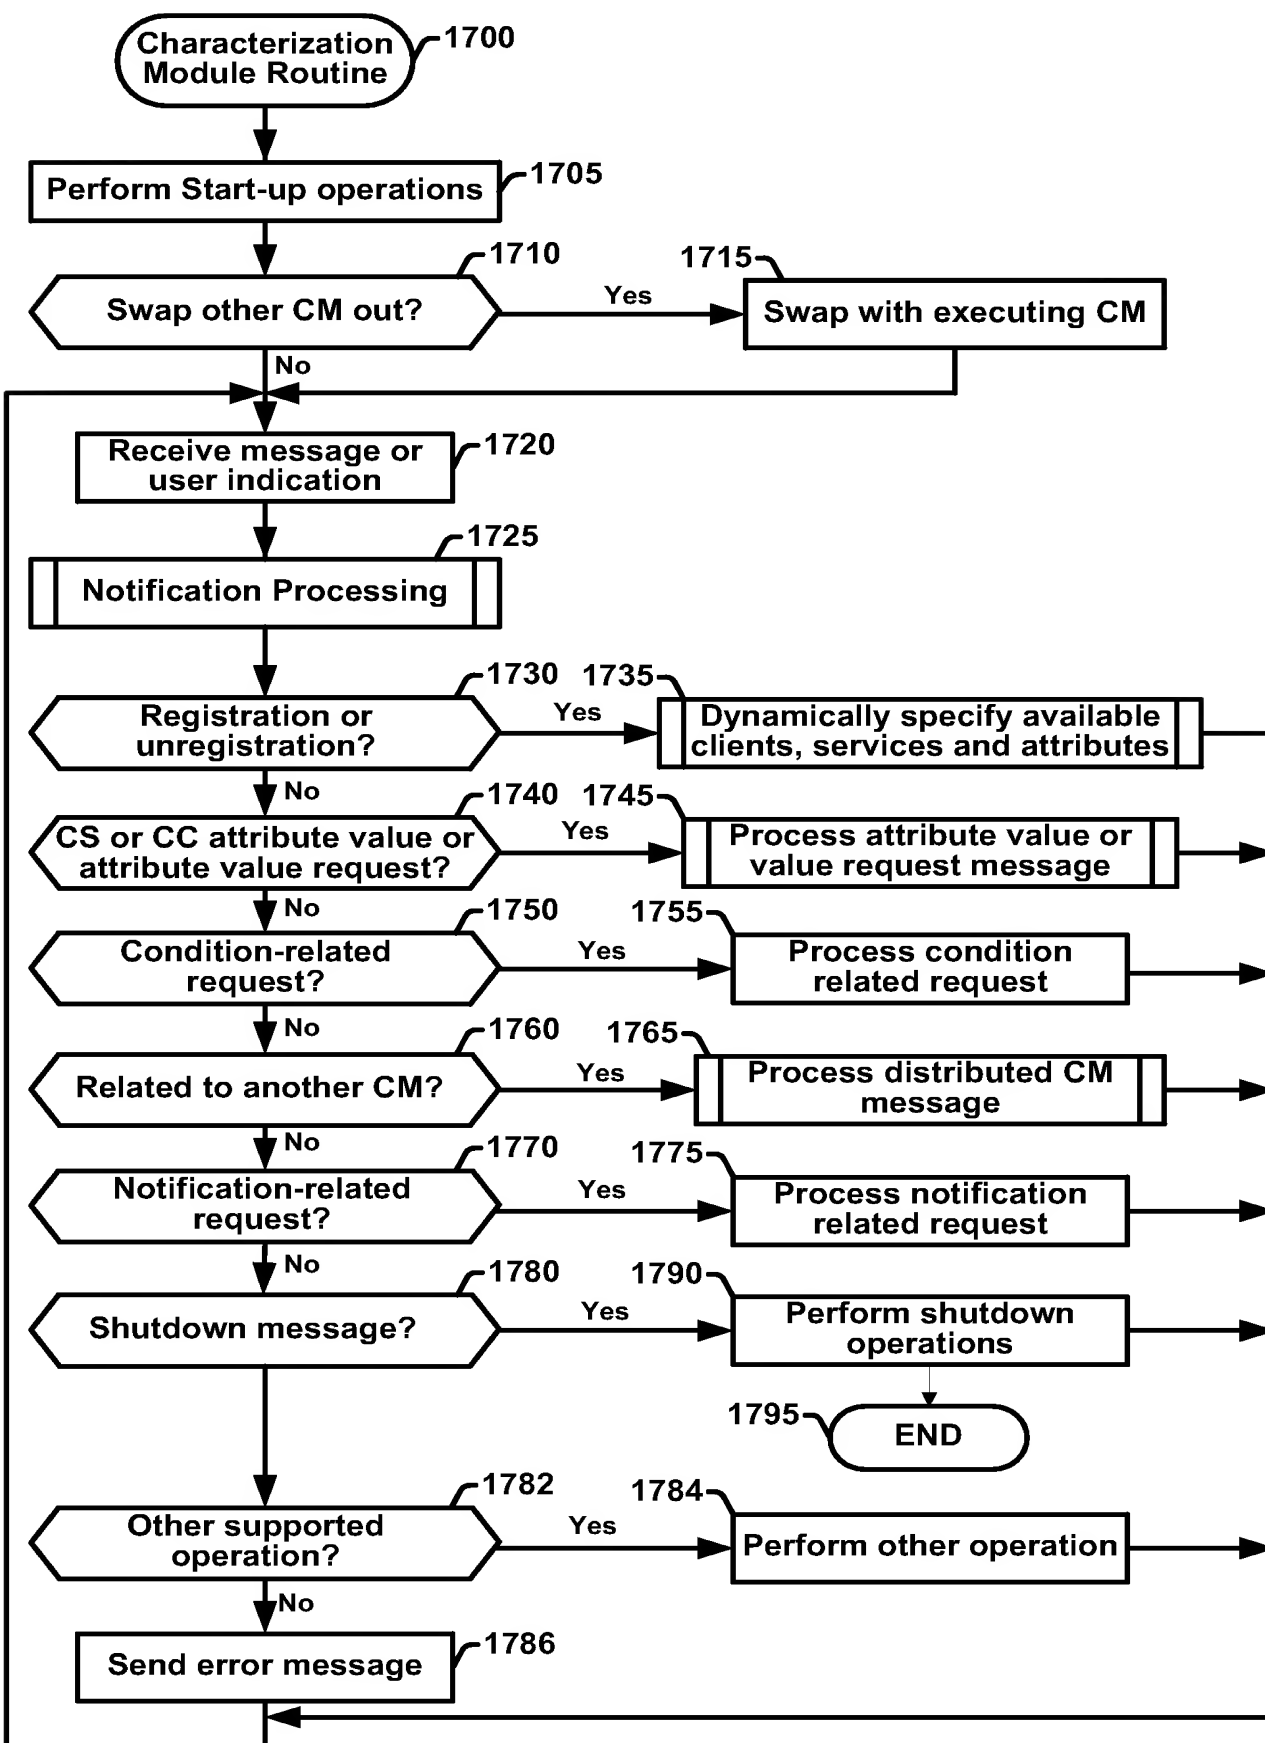 Characterization
Module Routine
1700
Perform Start-up operations
1705
Swap other CM out?
1710
Yes
1715
Swap with executing CM
No
Receive message or
user indication
1720
Notification Processing
1725
Registration or
unregistration?
1730
Yes
1735
Dynamically specify available
clients, services and attributes
No
CS or CC attribute value or
attribute value request?
1740
Yes
1745
Process attribute value or
value request message
No
Condition-related
request?
1750
Yes
1755
Process condition
related request
No
Related to another CM?
1760
Yes
1765
Process distributed CM
message
No
Notification-related
request?
1770
Yes
1775
Process notification
related request
No
Shutdown message?
1780
Yes
1790
Perform shutdown
operations
1795
END
Other supported
operation?
1782
Yes
1784
Perform other operation
No
Send error message
1786